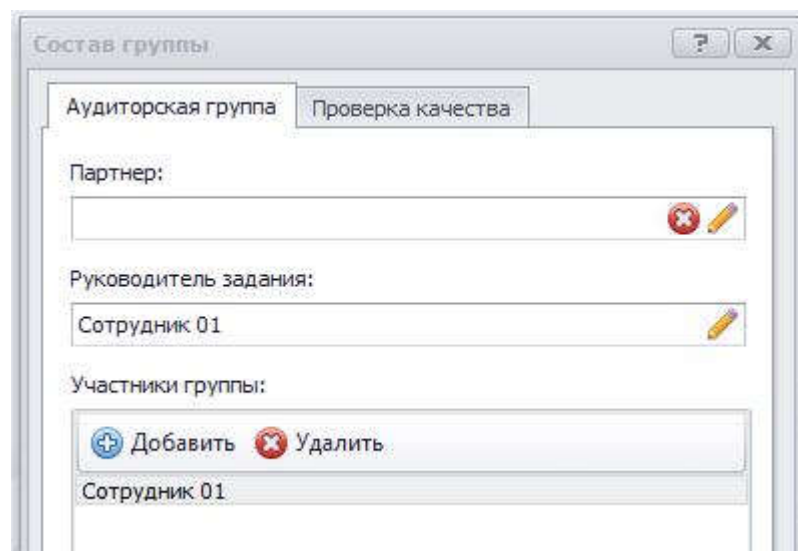 Состав группы
Аудиторская группа
Проверка качества
Партнер:
Руководитель задания:
Сотрудник 01
Участники группы:
Добавить Удалить
Сотрудник 01